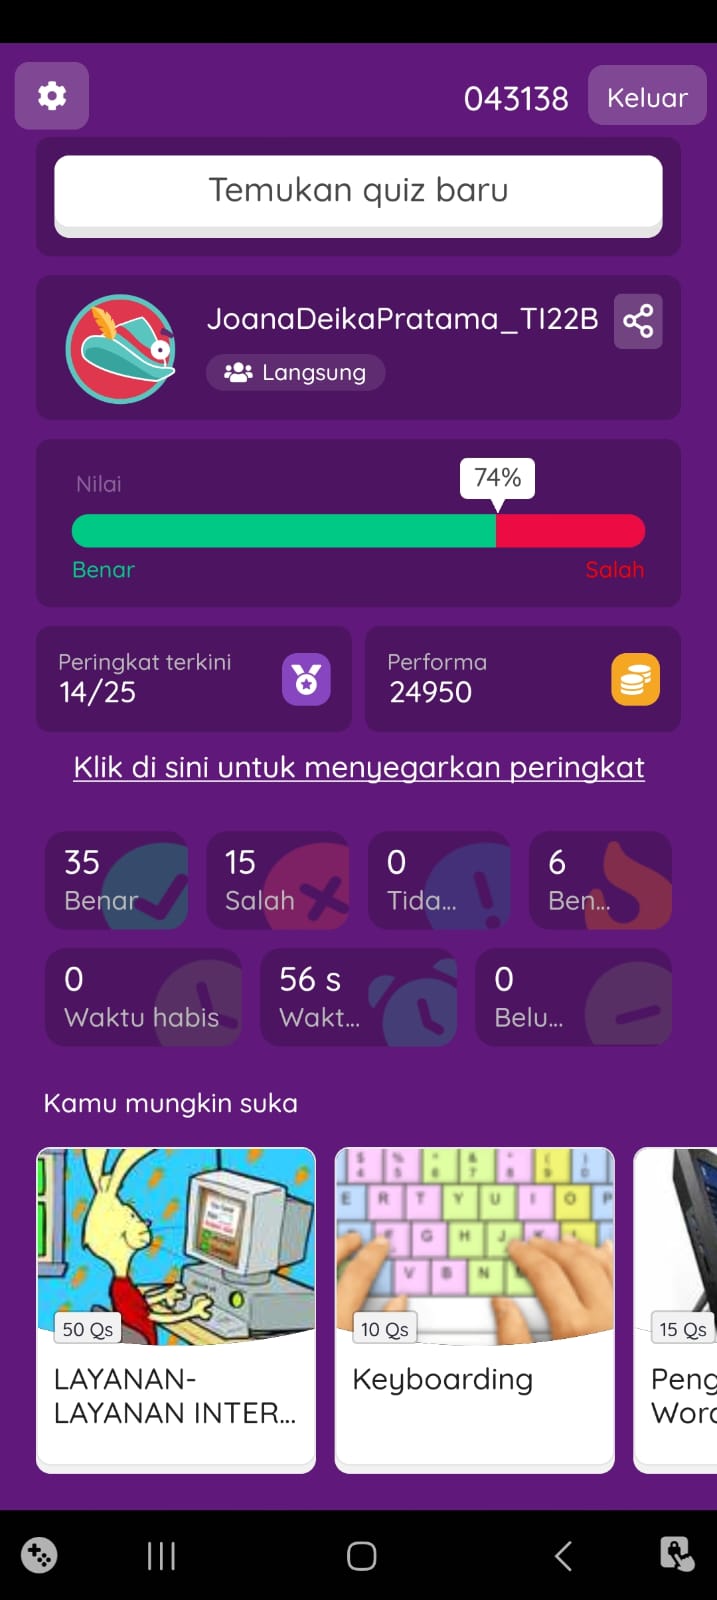 043138
Keluar
Temukan quiz baru
JoanaDeikaPratama_TI22B
Langsung
Nilai
74%
Benar
Salah
Peringkat terkini
14/25
Performa
24950
Klik di sini untuk menyegarkan peringkat
35
Benar
15
Salah
0
Tida...
6
Ben...
0
Waktu habis
56 s
Wakt...
0
Belu...
Kamu mungkin suka
50 Qs
LAYANAN-
LAYANAN INTER...
10 Qs
Keyboarding
15 Qs
Peng
Word